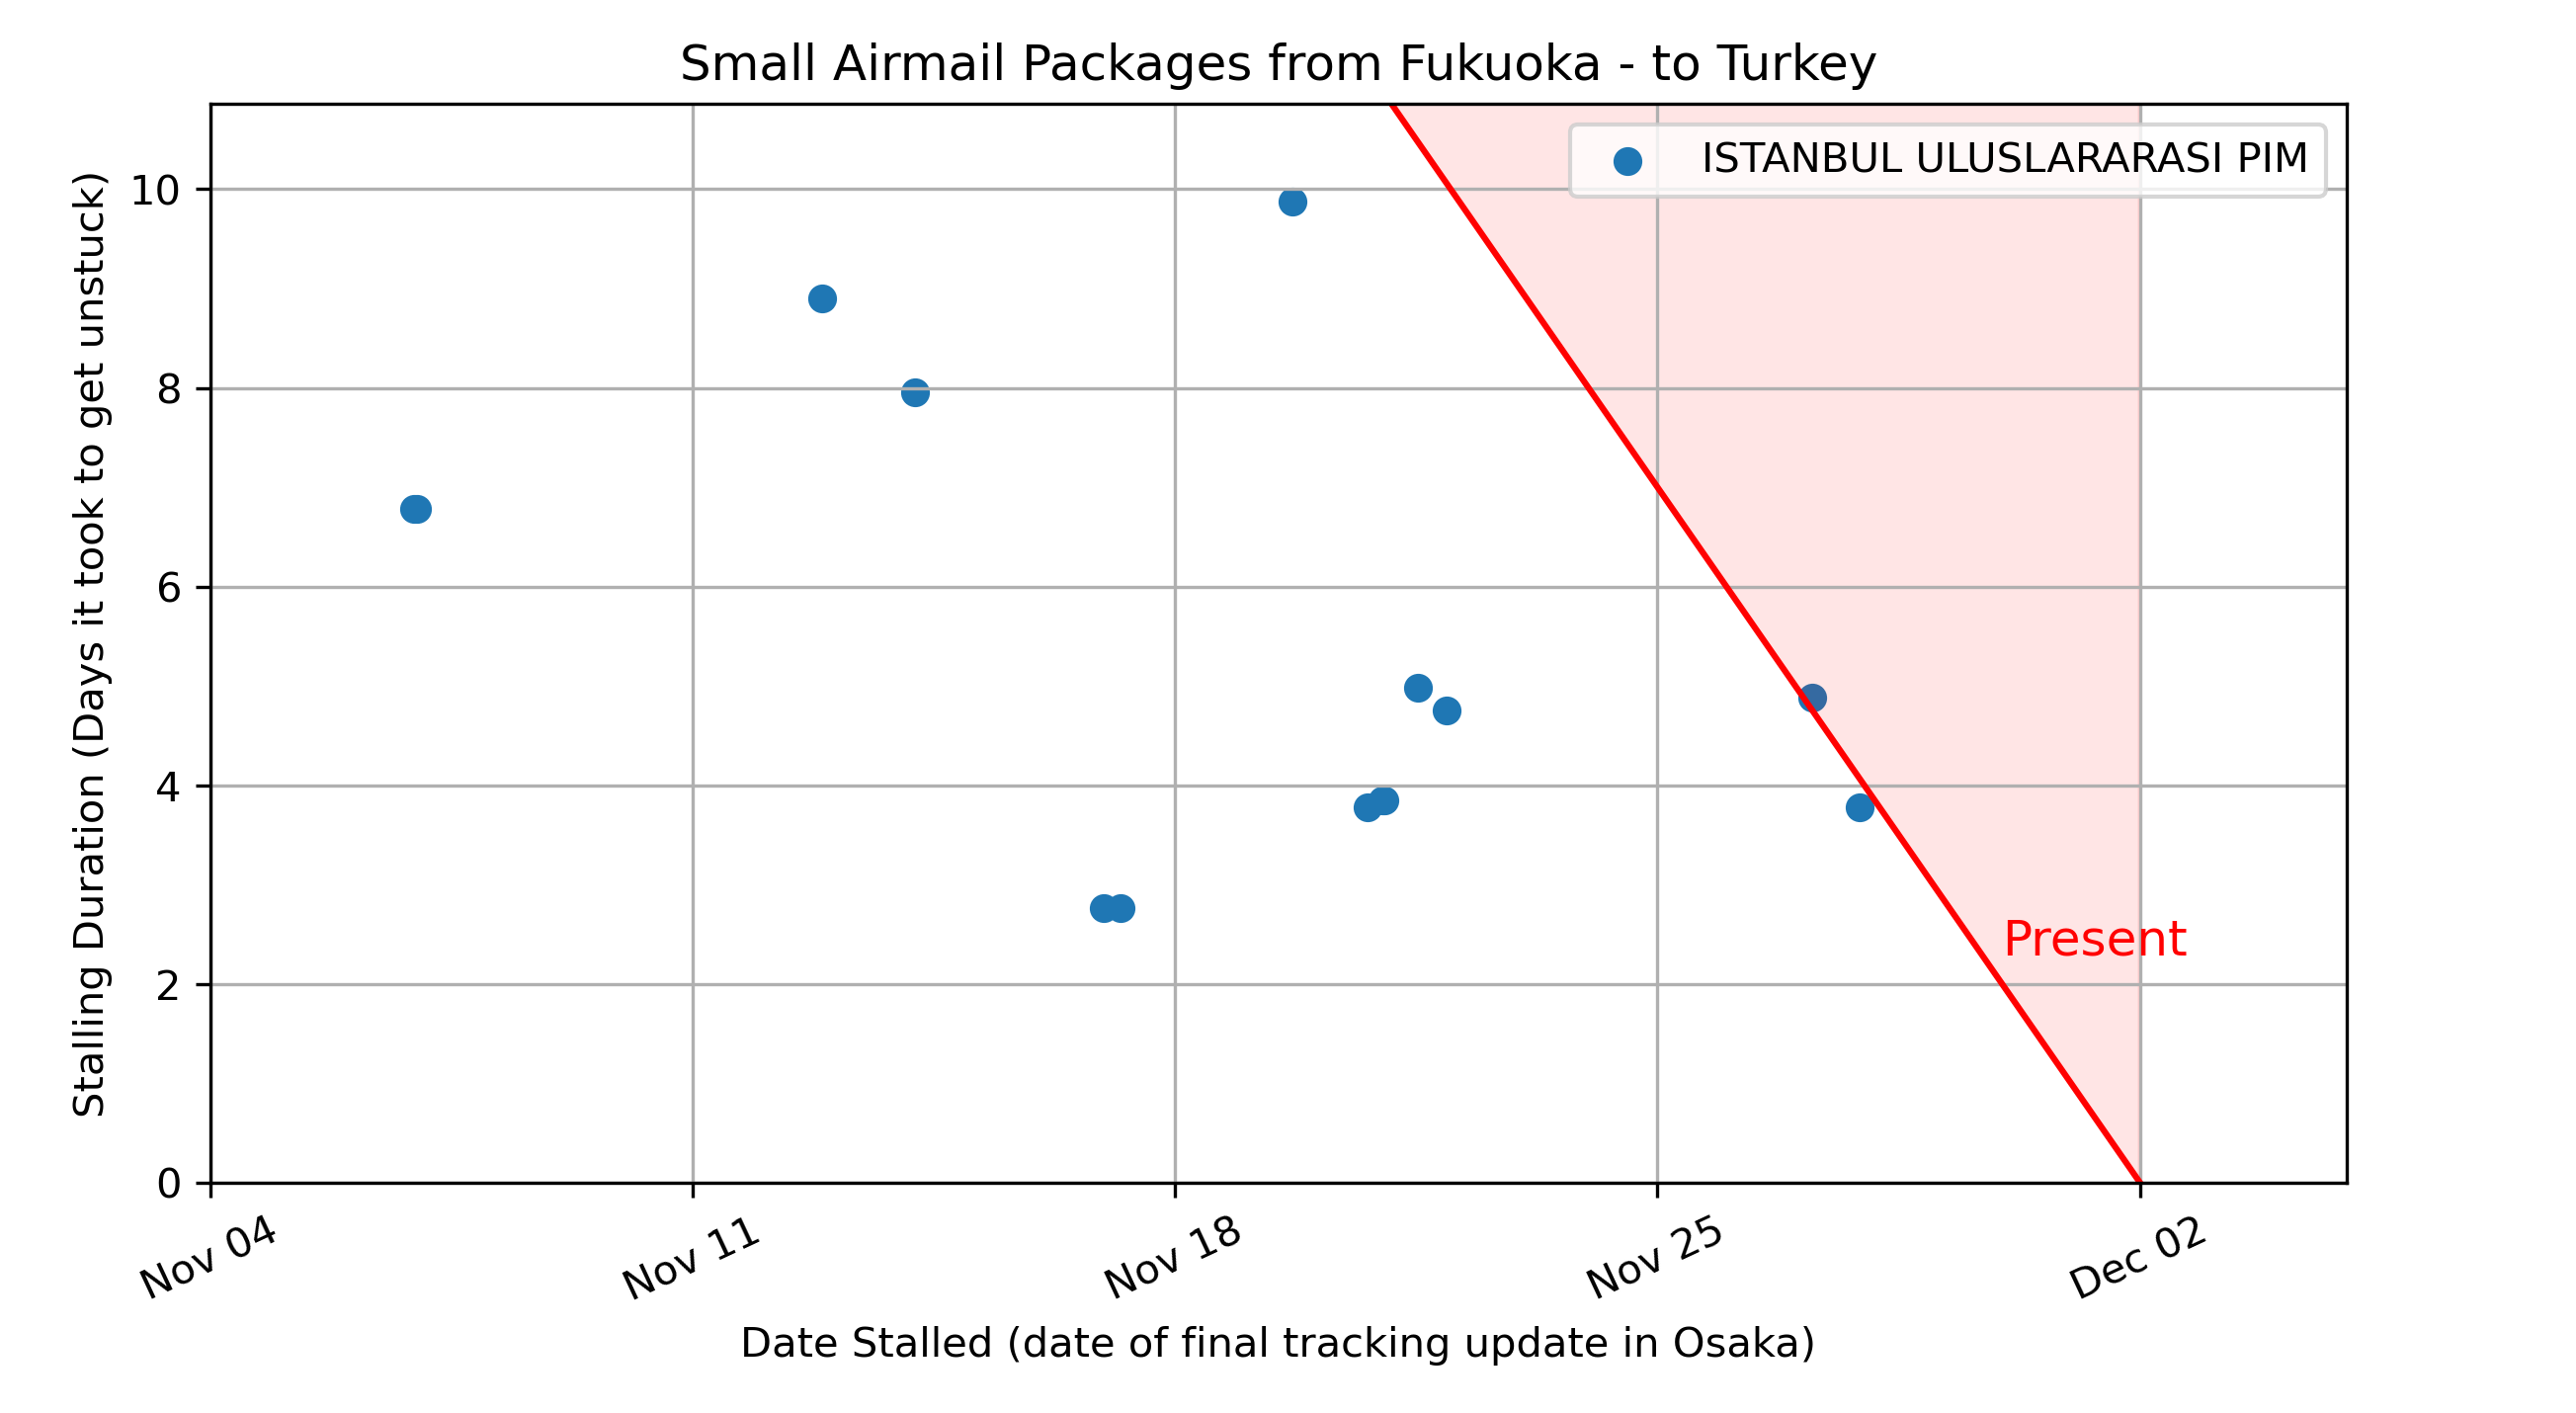 Small Airmail Packages from Fukuoka - to Turkey
ISTANBUL ULUSLARARASI PIM
Stalling Duration (Days it took to get unstuck)
10
8
6
4
2
0
Present
Nov 04
Nov 11
Nov 18
Nov 25
Dec 02
Date Stalled (date of final tracking update in Osaka)